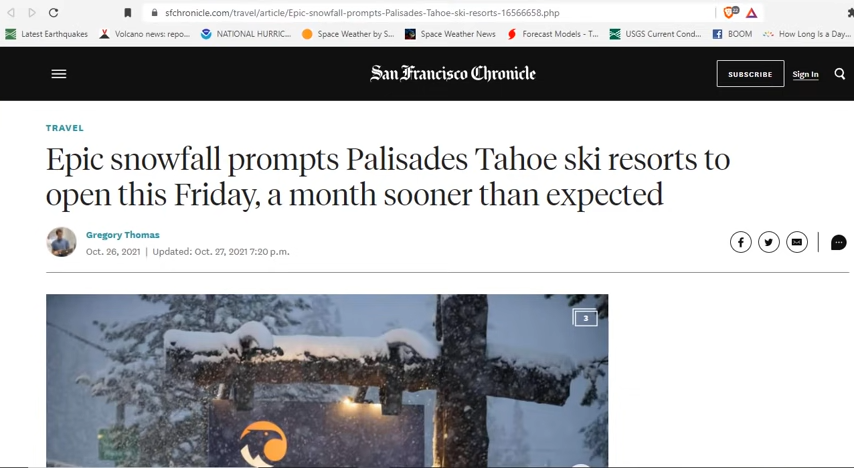 sfchronicle.com/travel/article/Epic-snowfall-prompts-Palisades-Tahoe-ski-resorts-16566658.php
Latest Earthquakes Volcano news: repo... NATIONAL HURRIC... Space Weather by S... Space Weather News Forecast Models - T... USGS Current Cond... BOOM How Long Is a Day...
San Francisco Chronicle
SUBSCRIBE
Sign In
TRAVEL
Epic snowfall prompts Palisades Tahoe ski resorts to
open this Friday, a month sooner than expected
Gregory Thomas
Oct. 26, 2021 | Updated: Oct. 27, 2021 7:20 p.m.
3